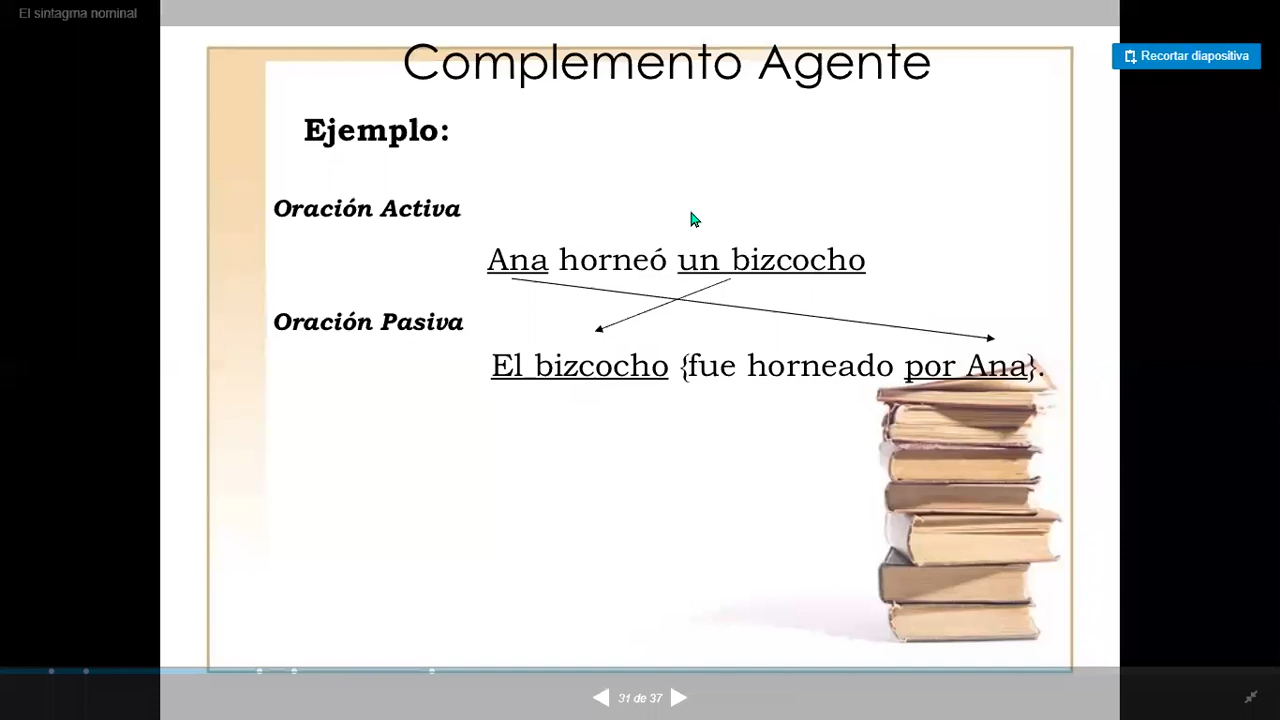 El sintagma nominal
Complemento Agente
Recortar diapositiva
Ejemplo:
Oración Activa
Ana horneó un bizcocho
Oración Pasiva
El bizcocho {fue horneado por Ana}.
31 de 37